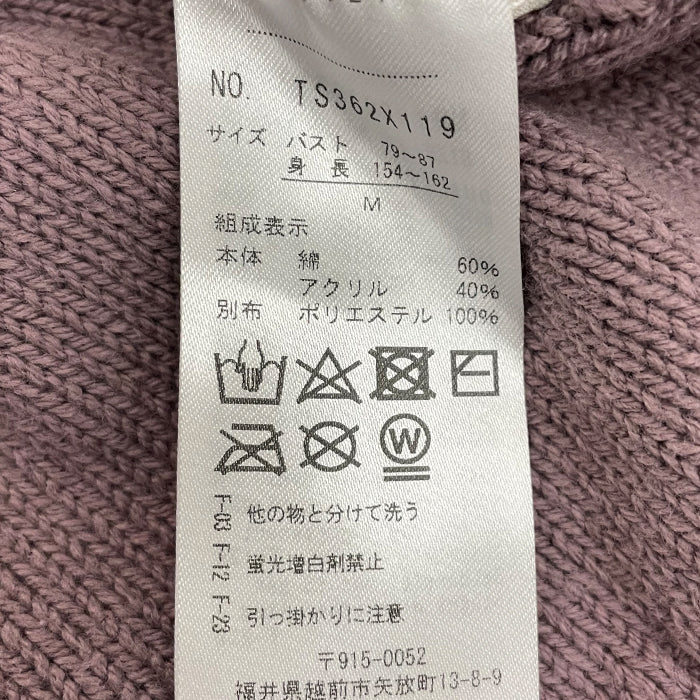 NO. TS362X119
サイズ バスト 79~87
身長 154~162
M
組成表示
本体 綿 60%
アクリル 40%
別布 ポリエステル 100%
W
F-03 F-12 F-23
他の物と分けて洗う
蛍光増白剤禁止
引っ掛かりに注意
〒915-0052
福井県越前市矢放町13-8-9